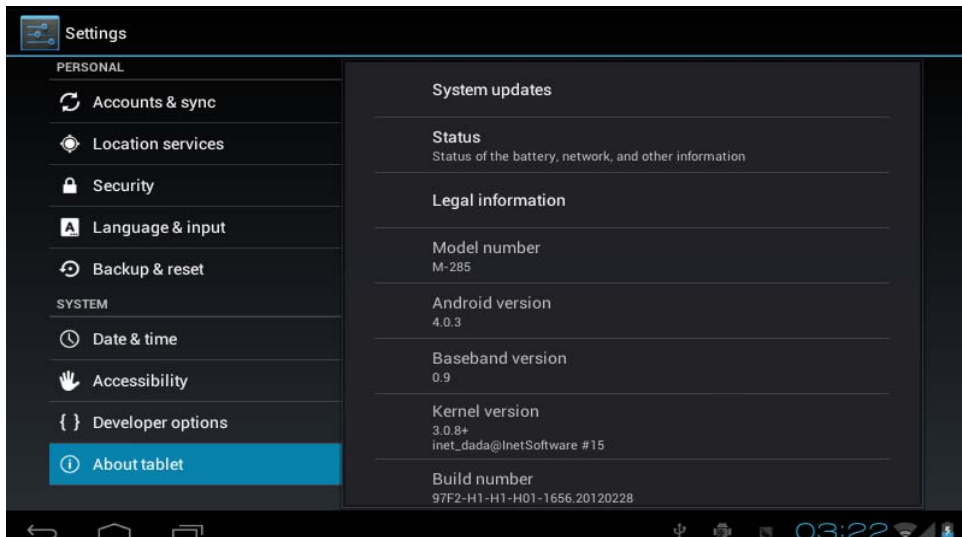 Settings
PERSONAL
Accounts & sync
Location services
Security
Language & input
Backup & reset
SYSTEM
Date & time
Accessibility
Developer options
About tablet
System updates
Status
Status of the battery, network, and other information
Legal information
Model number
M-285
Android version
4.0.3
Baseband version
0.9
Kernel version
3.0.8+
inet_dada@InetSoftware #15
Build number
97F2-H1-H1-H01-1656.20120228
03:22